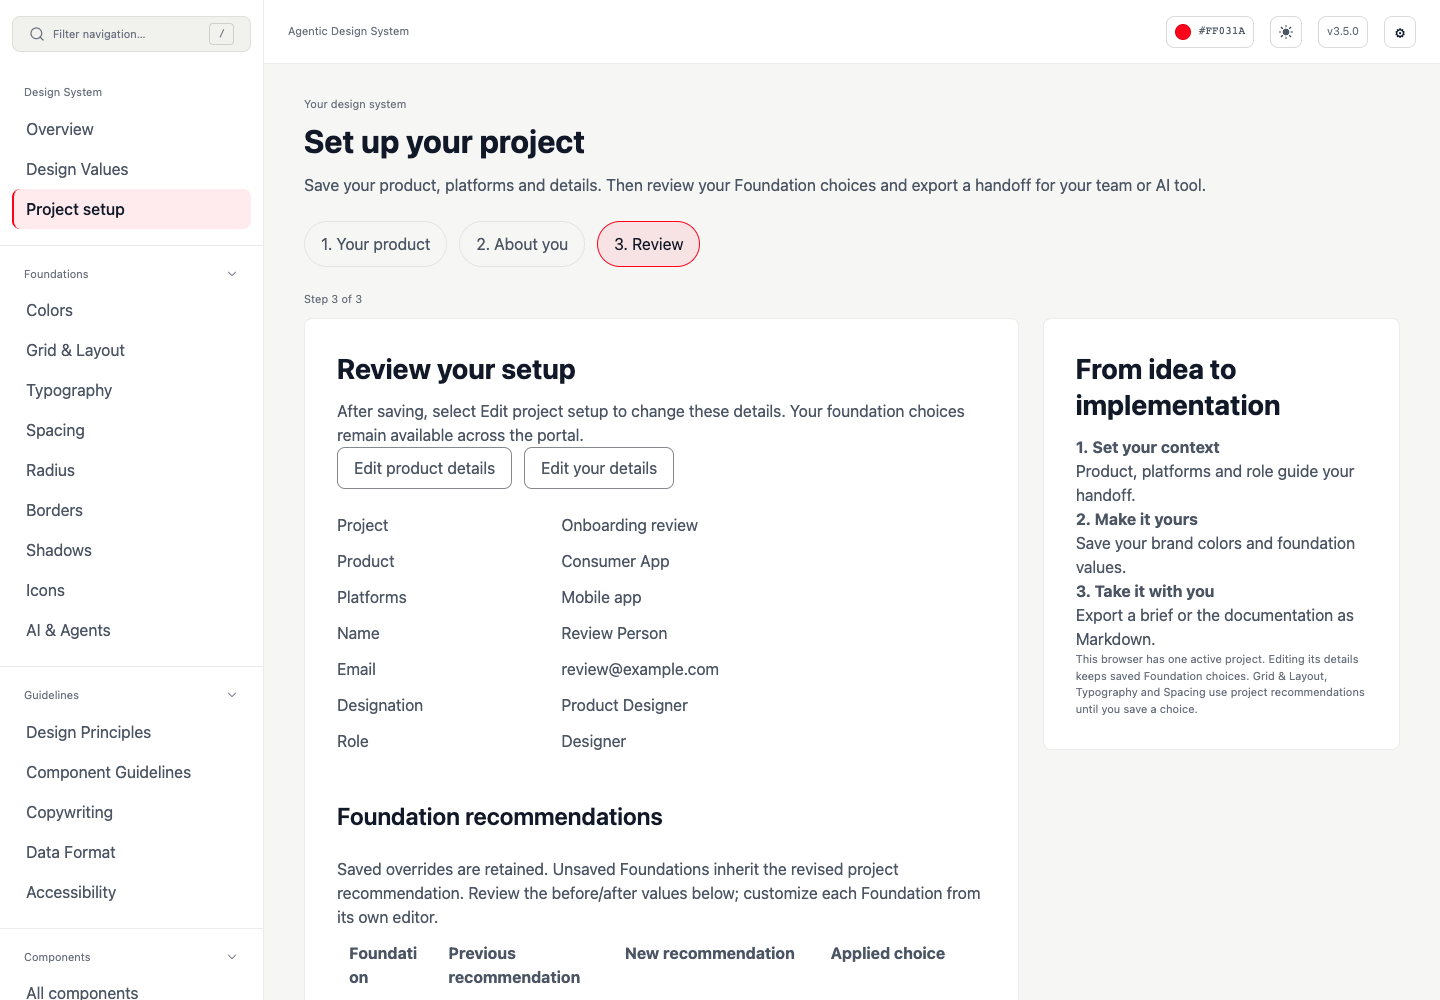 Filter navigation...
/
Agentic Design System
#FF031A
v3.5.0
Design System
Overview
Design Values
Project setup
Foundations
Colors
Grid & Layout
Typography
Spacing
Radius
Borders
Shadows
Icons
AI & Agents
Guidelines
Design Principles
Component Guidelines
Copywriting
Data Format
Accessibility
Components
All components
Your design system
Set up your project
Save your product, platforms and details. Then review your Foundation choices and export a handoff for your team or AI tool.
1. Your product
2. About you
3. Review
Step 3 of 3
Review your setup
After saving, select Edit project setup to change these details. Your foundation choices
remain available across the portal.
Edit product details
Edit your details
Project Onboarding review
Product Consumer App
Platforms Mobile app
Name Review Person
Email review@example.com
Designation Product Designer
Role Designer
Foundation recommendations
Saved overrides are retained. Unsaved Foundations inherit the revised project
recommendation. Review the before/after values below; customize each Foundation from
its own editor.
Foundati
on
Previous
recommendation
New recommendation
Applied choice
From idea to
implementation
1. Set your context
Product, platforms and role guide your
handoff.
2. Make it yours
Save your brand colors and foundation
values.
3. Take it with you
Export a brief or the documentation as
Markdown.
This browser has one active project. Editing its details
keeps saved Foundation choices. Grid & Layout,
Typography and Spacing use project recommendations
until you save a choice.